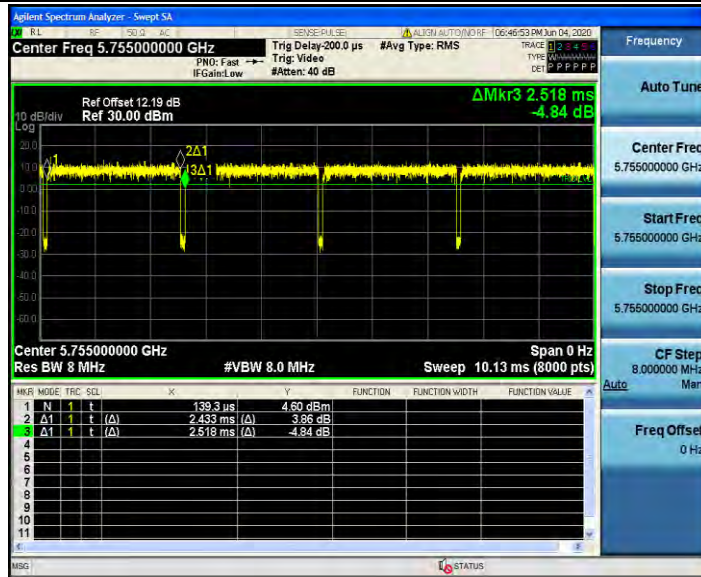 Agilent Spectrum Analyzer - Swept SA
RL RF 50 Ω AC SENSE:PULSE ALIGN AUTO/NO RF 06:46:53 PM Jun 04, 2020
Center Freq 5.755000000 GHz
PNO: Fast
IFGain:Low
Trig Delay-200.0 µs
Trig: Video
#Atten: 40 dB
#Avg Type: RMS
TRACE 1 2 3 4 5 6
TYPE
DET P P P P P P
Frequency
Auto Tune
Center Freq
5.755000000 GHz
Start Freq
5.755000000 GHz
Stop Freq
5.755000000 GHz
CF Step
8.000000 MHz
Auto Man
Freq Offset
0 Hz
ΔMkr3 2.518 ms
-4.84 dB
Ref Offset 12.19 dB
10 dB/div Ref 30.00 dBm
Log
20.0
10.0
0.00
-10.0
-20.0
-30.0
-40.0
-50.0
-60.0
1
2Δ1
3Δ1
Center 5.755000000 GHz Span 0 Hz
Res BW 8 MHz #VBW 8.0 MHz Sweep 10.13 ms (8000 pts)
MKR MODE TRC SCL X Y FUNCTION FUNCTION WIDTH FUNCTION VALUE
1 N 1 t 139.3 µs 4.60 dBm
2 Δ1 1 t (Δ) 2.433 ms (Δ) 3.86 dB
3 Δ1 1 t (Δ) 2.518 ms (Δ) -4.84 dB
4
5
6
7
8
9
10
11
MSG STATUS